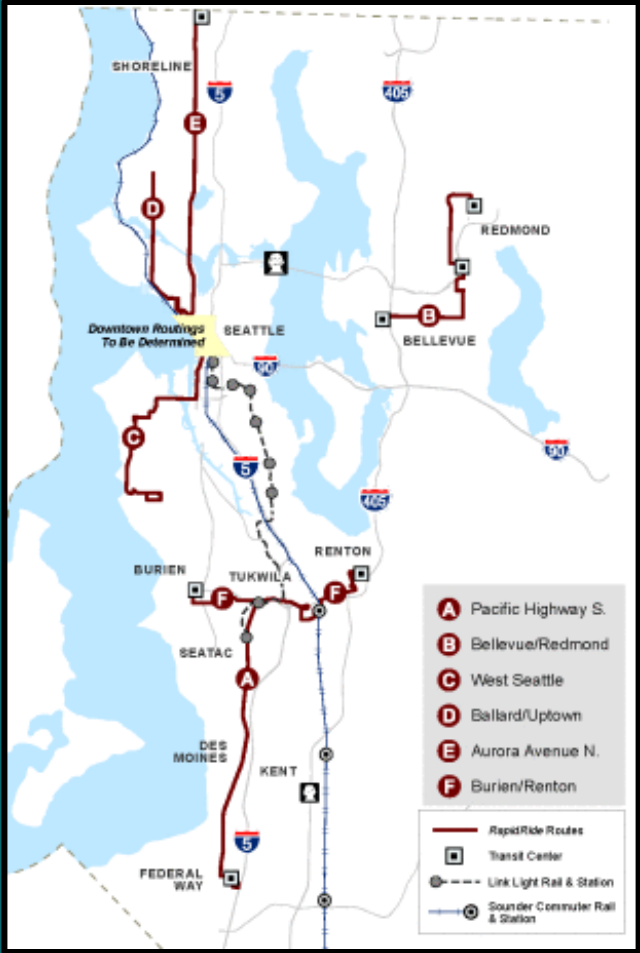 SHORELINE
5
405
E
D
REDMOND
Downtown Routings
To Be Determined
SEATTLE
B
BELLEVUE
90
C
5
90
405
RENTON
BURIEN
TUKWILA
F
F
SEATAC
A
DES
MOINES
KENT
5
FEDERAL
WAY
A Pacific Highway S.
B Bellevue/Redmond
C West Seattle
D Ballard/Uptown
E Aurora Avenue N.
F Burien/Renton
RapidRide Routes
Transit Center
Link Light Rail & Station
Sounder Commuter Rail
& Station